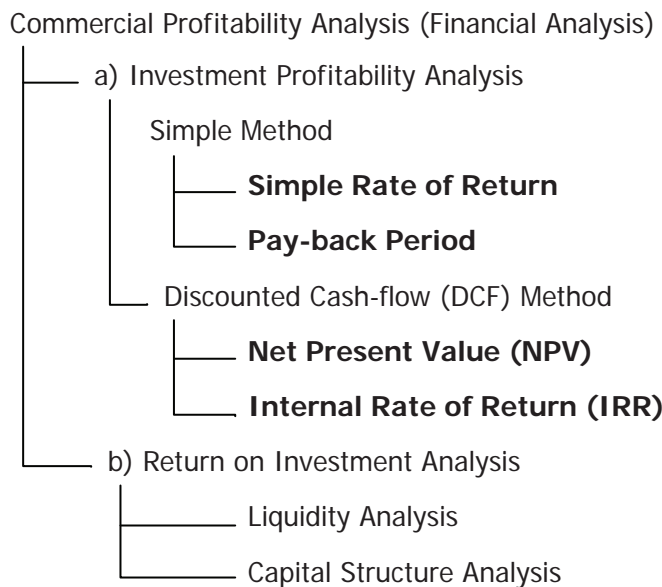 Commercial Profitability Analysis (Financial Analysis)
a) Investment Profitability Analysis
Simple Method
Simple Rate of Return
Pay-back Period
Discounted Cash-flow (DCF) Method
Net Present Value (NPV)
Internal Rate of Return (IRR)
b) Return on Investment Analysis
Liquidity Analysis
Capital Structure Analysis